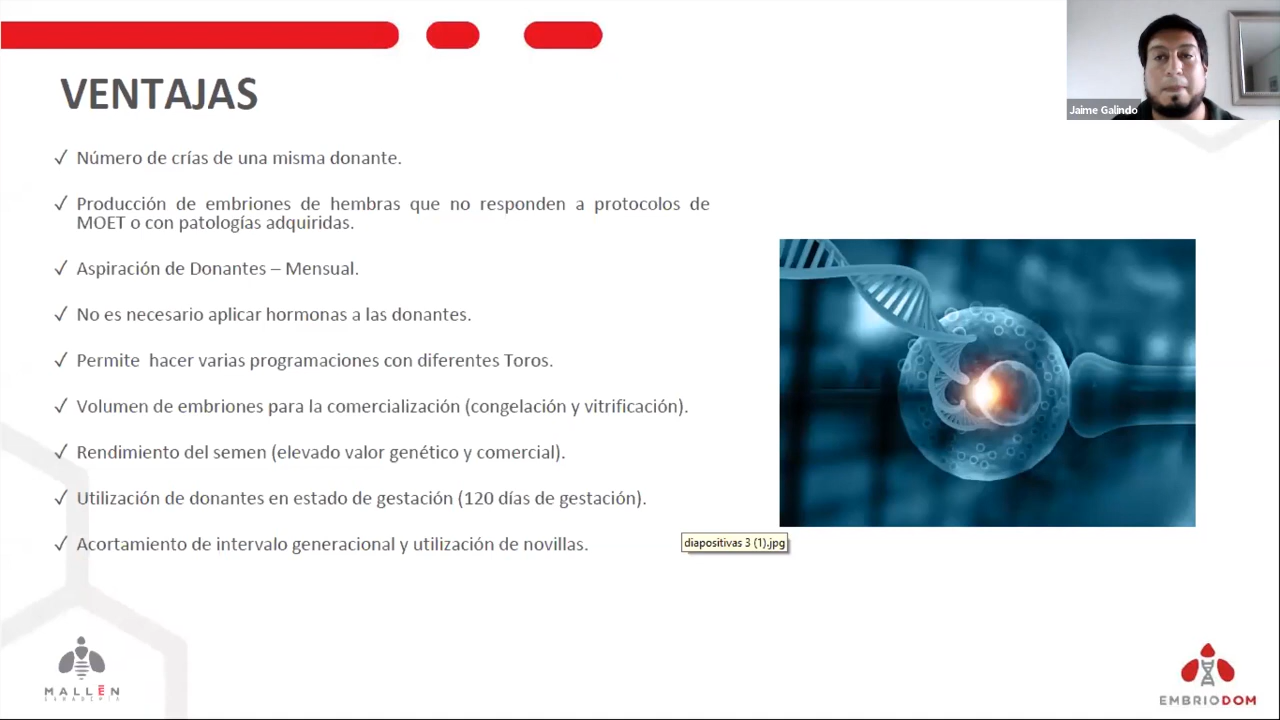 Jaime Galindo
VENTAJAS
✓ Número de crías de una misma donante.
✓ Producción de embriones de hembras que no responden a protocolos de
MOET o con patologías adquiridas.
✓ Aspiración de Donantes – Mensual.
✓ No es necesario aplicar hormonas a las donantes.
✓ Permite hacer varias programaciones con diferentes Toros.
✓ Volumen de embriones para la comercialización (congelación y vitrificación).
✓ Rendimiento del semen (elevado valor genético y comercial).
✓ Utilización de donantes en estado de gestación (120 días de gestación).
✓ Acortamiento de intervalo generacional y utilización de novillas.
diapositivas 3 (1).jpg
MALLĒN
GANADERÍA
EMBRIODOM